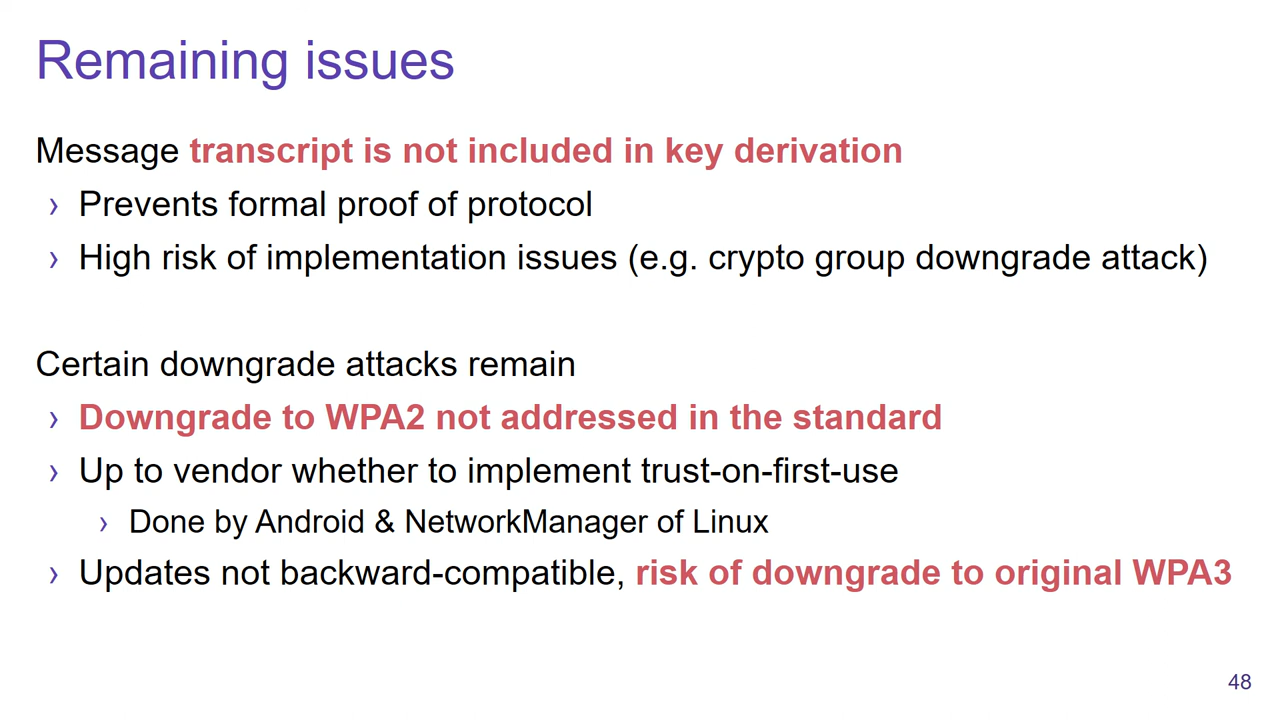 Remaining issues
Message transcript is not included in key derivation
› Prevents formal proof of protocol
› High risk of implementation issues (e.g. crypto group downgrade attack)
Certain downgrade attacks remain
› Downgrade to WPA2 not addressed in the standard
› Up to vendor whether to implement trust-on-first-use
› Done by Android & NetworkManager of Linux
› Updates not backward-compatible, risk of downgrade to original WPA3
48